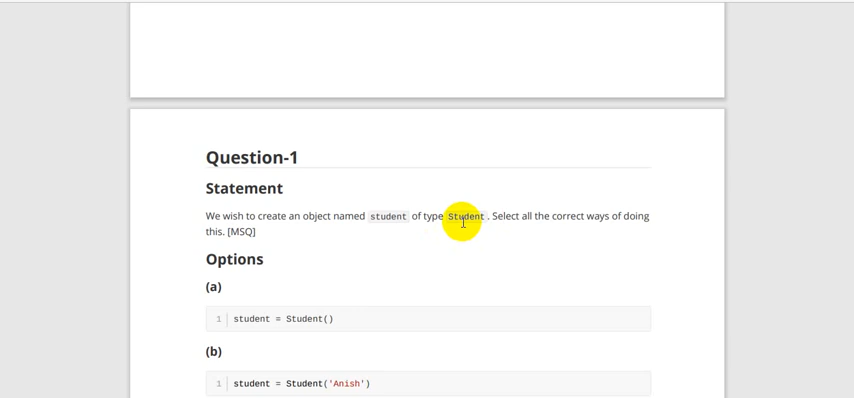 Question-1
Statement
We wish to create an object named student of type Student . Select all the correct ways of doing
this. [MSQ]
Options
(a)
1 student = Student()
(b)
1 student = Student('Anish')